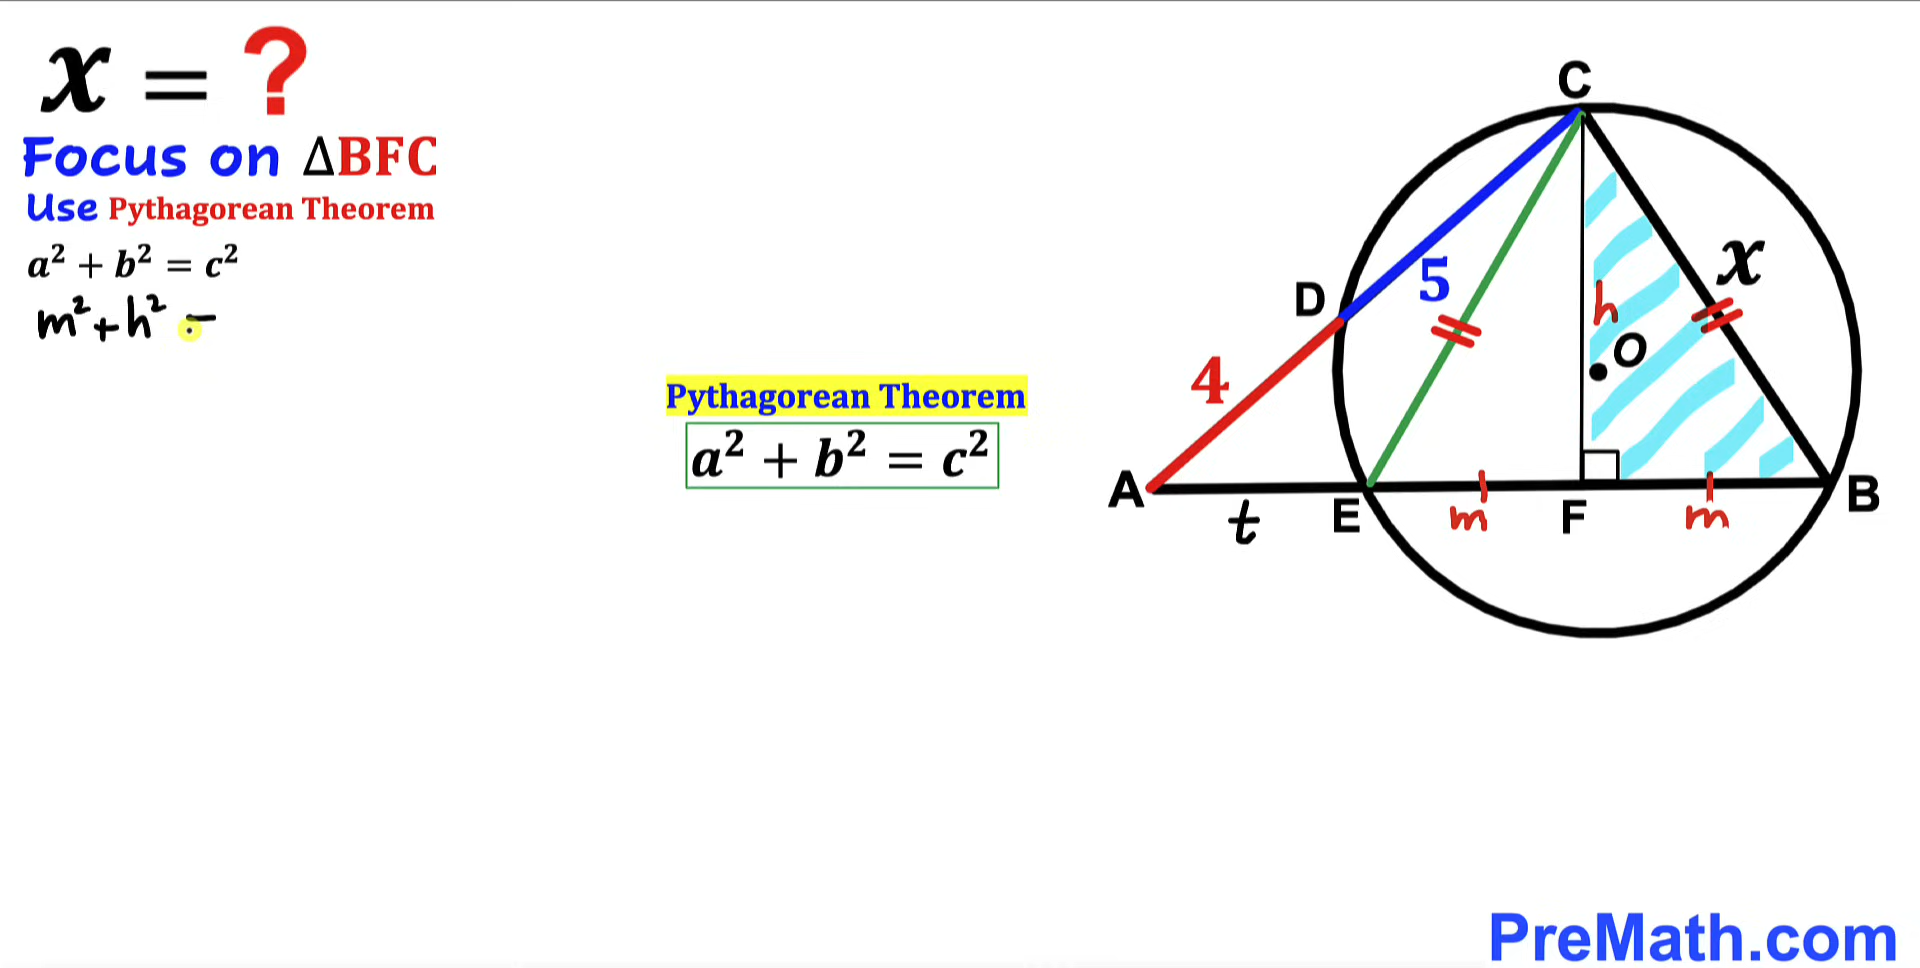 x = ?
Focus on ΔBFC
Use Pythagorean Theorem
a² + b² = c²
m² + h² =
Pythagorean Theorem
a² + b² = c²
C
D
5
x
h
O
4
A
t
E
m
F
m
B
PreMath.com